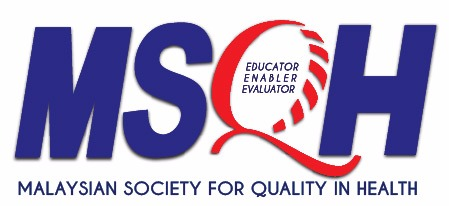 MSQH
EDUCATOR
ENABLER
EVALUATOR
MALAYSIAN SOCIETY FOR QUALITY IN HEALTH